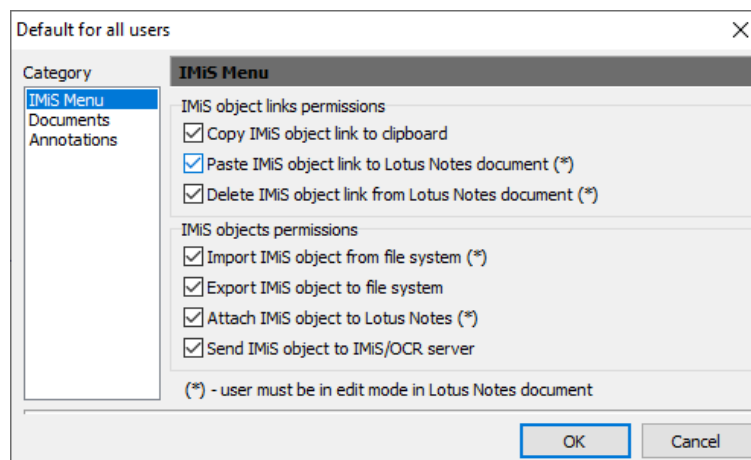 Default for all users
Category
IMiS Menu
Documents
Annotations
IMiS Menu
IMiS object links permissions
Copy IMiS object link to clipboard
Paste IMiS object link to Lotus Notes document (*)
Delete IMiS object link from Lotus Notes document (*)
IMiS objects permissions
Import IMiS object from file system (*)
Export IMiS object to file system
Attach IMiS object to Lotus Notes (*)
Send IMiS object to IMiS/OCR server
(*) - user must be in edit mode in Lotus Notes document
OK
Cancel